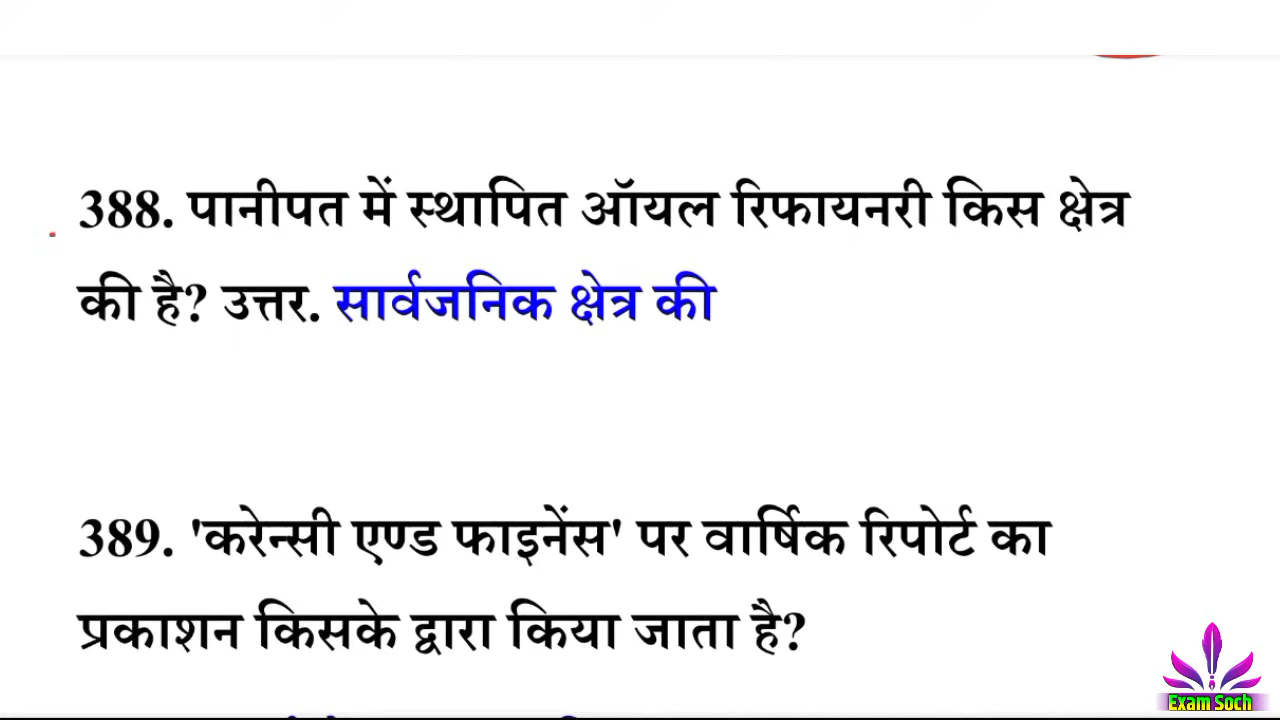 388. पानीपत में स्थापित ऑयल रिफायनरी किस क्षेत्र
की है? उत्तर. सार्वजनिक क्षेत्र की
389. 'करेन्सी एण्ड फाइनेंस' पर वार्षिक रिपोर्ट का
प्रकाशन किसके द्वारा किया जाता है?
Exam Soch